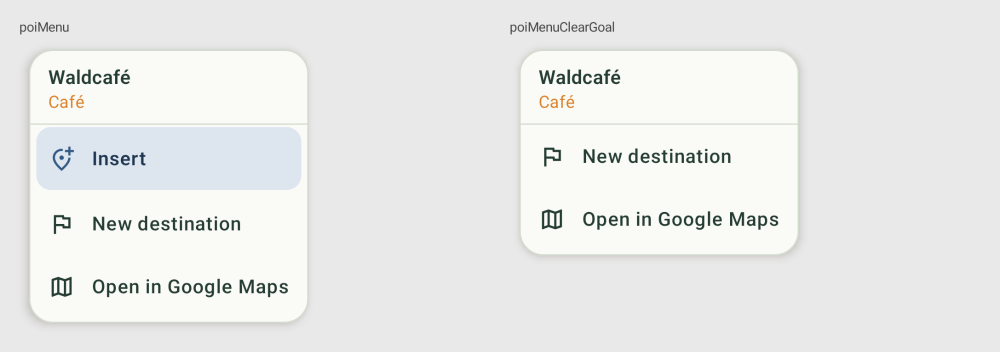 poiMenu
Waldcafé
Café
Insert
New destination
Open in Google Maps
poiMenuClearGoal
Waldcafé
Café
New destination
Open in Google Maps